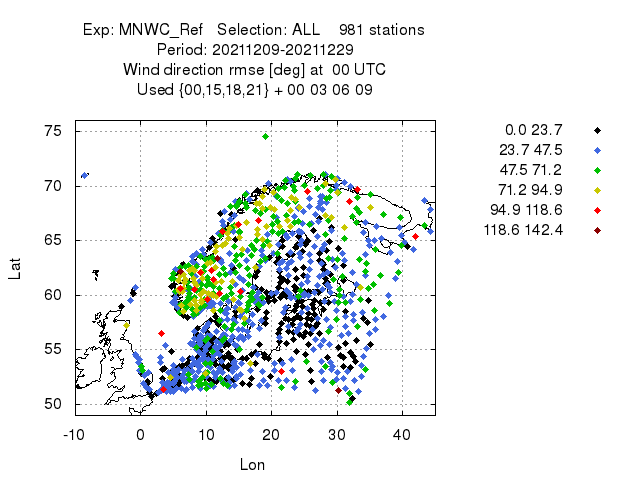 Exp: MNWC_Ref   Selection: ALL    981 stations
Period: 20211209-20211229
Wind direction rmse [deg] at  00 UTC
Used {00,15,18,21} + 00 03 06 09
0.0 23.7
23.7 47.5
47.5 71.2
71.2 94.9
94.9 118.6
118.6 142.4
Lat
75
70
65
60
55
50
-10 0 10 20 30 40
Lon